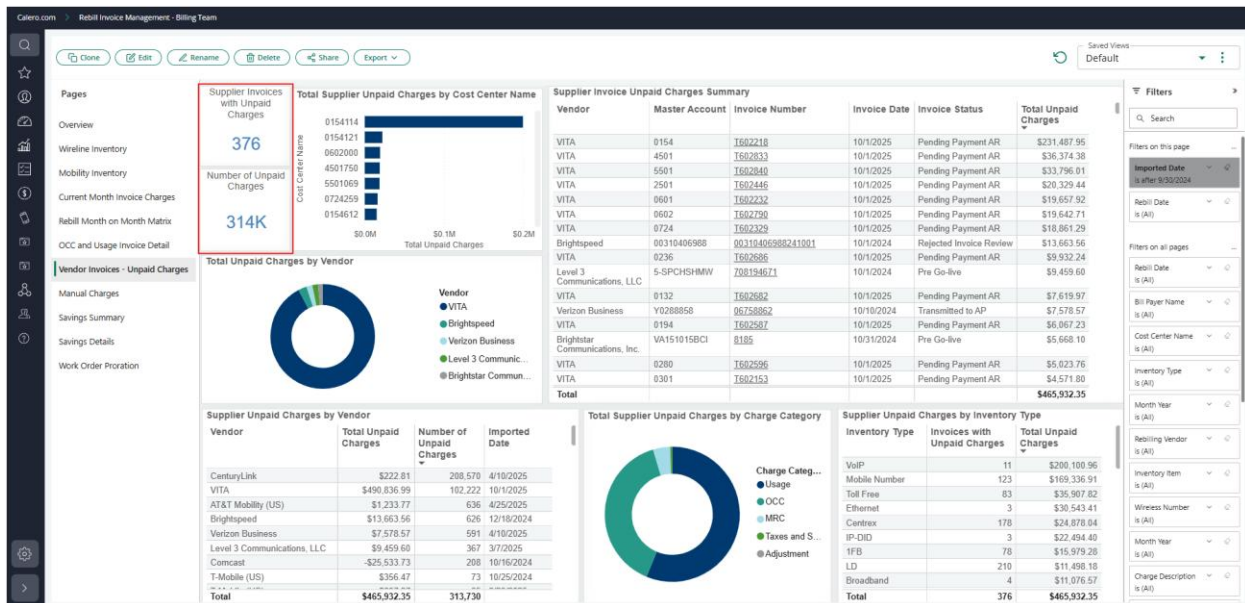 Calero.com > Rebill Invoice Management - Billing Team
Clone Edit Rename Delete Share Export
Saved Views
Default
Pages
Overview
Wireline Inventory
Mobility Inventory
Current Month Invoice Charges
Rebill Month on Month Matrix
OCC and Usage Invoice Detail
Vendor Invoices - Unpaid Charges
Manual Charges
Savings Summary
Savings Details
Work Order Proration
Supplier Invoices
with Unpaid
Charges
376
Number of Unpaid
Charges
314K
Total Supplier Unpaid Charges by Cost Center Name
Cost Center Name
0154114
0154121
0602000
4501750
5501069
0724259
0154612
$0.0M $0.1M $0.2M
Total Unpaid Charges
Supplier Invoice Unpaid Charges Summary
Vendor Master Account Invoice Number Invoice Date Invoice Status Total Unpaid
Charges
VITA 0154 T602218 10/1/2025 Pending Payment AR $231,487.95
VITA 4501 T602833 10/1/2025 Pending Payment AR $36,374.38
VITA 5501 T602840 10/1/2025 Pending Payment AR $33,796.01
VITA 2501 T602446 10/1/2025 Pending Payment AR $20,329.44
VITA 0601 T602232 10/1/2025 Pending Payment AR $19,657.92
VITA 0602 T602790 10/1/2025 Pending Payment AR $19,642.71
VITA 0724 T602329 10/1/2025 Pending Payment AR $18,861.29
Brightspeed 00310406988 00310406988241001 10/1/2024 Rejected Invoice Review $13,663.56
VITA 0236 T602686 10/1/2025 Pending Payment AR $9,932.24
Level 3 5-SPCHSHMW 708194671 10/1/2024 Pre Go-live $9,459.60
Communications, LLC
VITA 0132 T602682 10/1/2025 Pending Payment AR $7,619.97
Verizon Business Y0288858 06758862 10/10/2024 Transmitted to AP $7,578.57
VITA 0194 T602587 10/1/2025 Pending Payment AR $6,067.23
Brightstar VA151015BCI 8185 10/31/2024 Pre Go-live $5,668.10
Communications, Inc.
VITA 0280 T602596 10/1/2025 Pending Payment AR $5,023.76
VITA 0301 T602153 10/1/2025 Pending Payment AR $4,571.80
Total $465,932.35
Total Unpaid Charges by Vendor
Vendor
VITA
Brightspeed
Verizon Business
Level 3 Communic...
Brightstar Commun...
Supplier Unpaid Charges by Vendor
Vendor Total Unpaid Number of Imported
Charges Unpaid Date
Charges
CenturyLink $222.81 208,570 4/10/2025
VITA $490,836.99 102,222 10/1/2025
AT&T Mobility (US) $1,233.77 636 4/25/2025
Brightspeed $13,663.56 626 12/18/2024
Verizon Business $7,578.57 591 4/10/2025
Level 3 Communications, LLC $9,459.60 367 3/7/2025
Comcast -$25,533.73 208 10/16/2024
T-Mobile (US) $356.47 73 10/25/2024
Total $465,932.35 313,730
Total Supplier Unpaid Charges by Charge Category
Charge Categ...
Usage
OCC
MRC
Taxes and S...
Adjustment
Supplier Unpaid Charges by Inventory Type
Inventory Type Invoices with Total Unpaid
Unpaid Charges Charges
VoIP 11 $200,100.96
Mobile Number 123 $169,336.91
Toll Free 83 $35,907.82
Ethernet 3 $30,543.41
Centrex 178 $24,878.04
IP-DID 3 $22,494.40
1FB 78 $15,979.28
LD 210 $11,498.18
Broadband 4 $11,076.57
Total 376 $465,932.35
Filters
Search
Filters on this page ...
Imported Date
is after 9/30/2024
Rebill Date
is (All)
Filters on all pages ...
Rebill Date
is (All)
Bill Payer Name
is (All)
Cost Center Name
is (All)
Inventory Type
is (All)
Month Year
is (All)
Rebilling Vendor
is (All)
Inventory Item
is (All)
Wireless Number
is (All)
Month Year
is (All)
Charge Description
is (All)